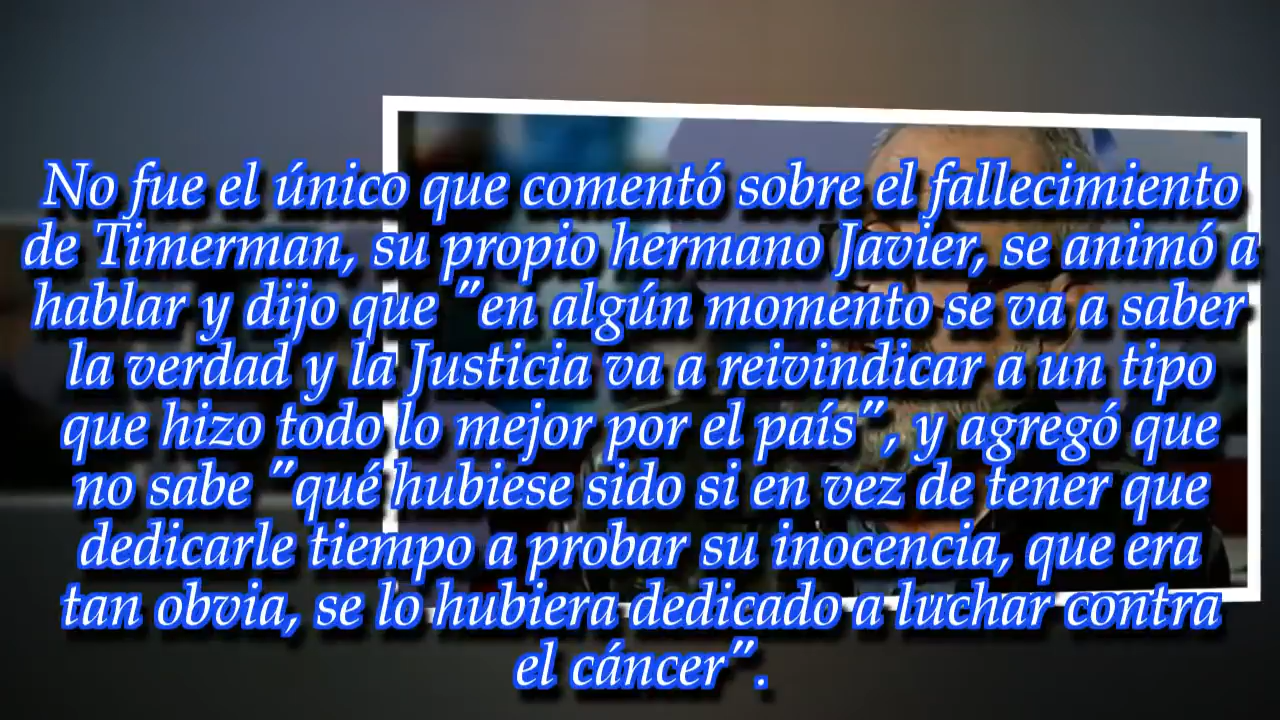 No fue el único que comentó sobre el fallecimiento
de Timerman, su propio hermano Javier, se animó a
hablar y dijo que "en algún momento se va a saber
la verdad y la Justicia va a reivindicar a un tipo
que hizo todo lo mejor por el país", y agregó que
no sabe "qué hubiese sido si en vez de tener que
dedicarle tiempo a probar su inocencia, que era
tan obvia, se lo hubiera dedicado a luchar contra
el cáncer”.